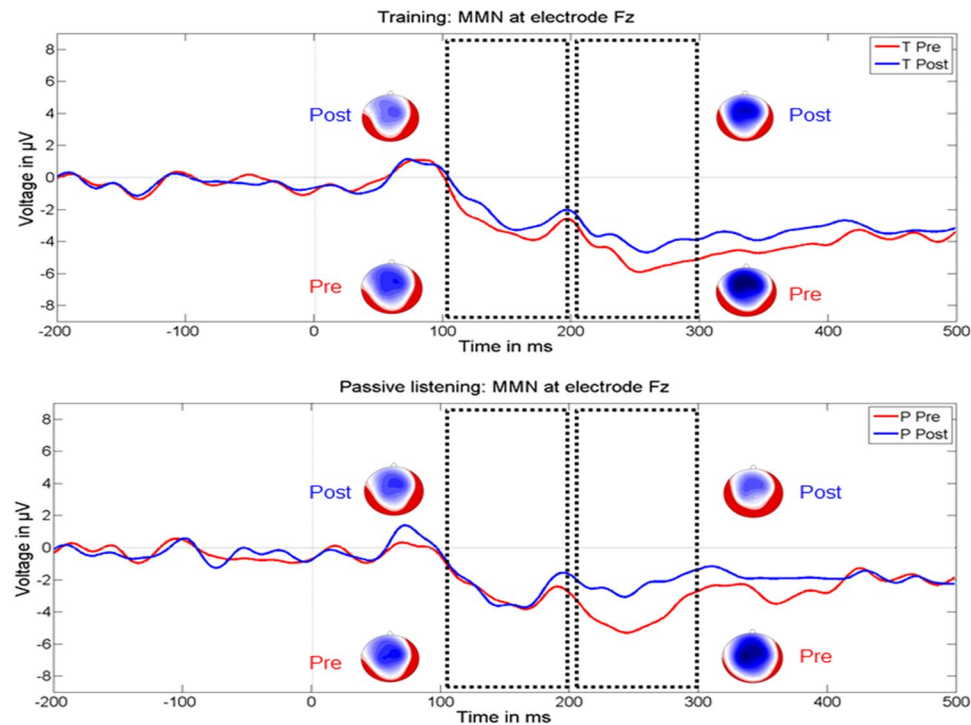 Training: MMN at electrode Fz
8
6
4
2
0
-2
-4
-6
-8
Voltage in µV
T Pre
T Post
Post
Post
Pre
Pre
-200 -100 0 100 200 300 400 500
Time in ms
Passive listening: MMN at electrode Fz
8
6
4
2
0
-2
-4
-6
-8
Voltage in µV
P Pre
P Post
Post
Post
Pre
Pre
-200 -100 0 100 200 300 400 500
Time in ms